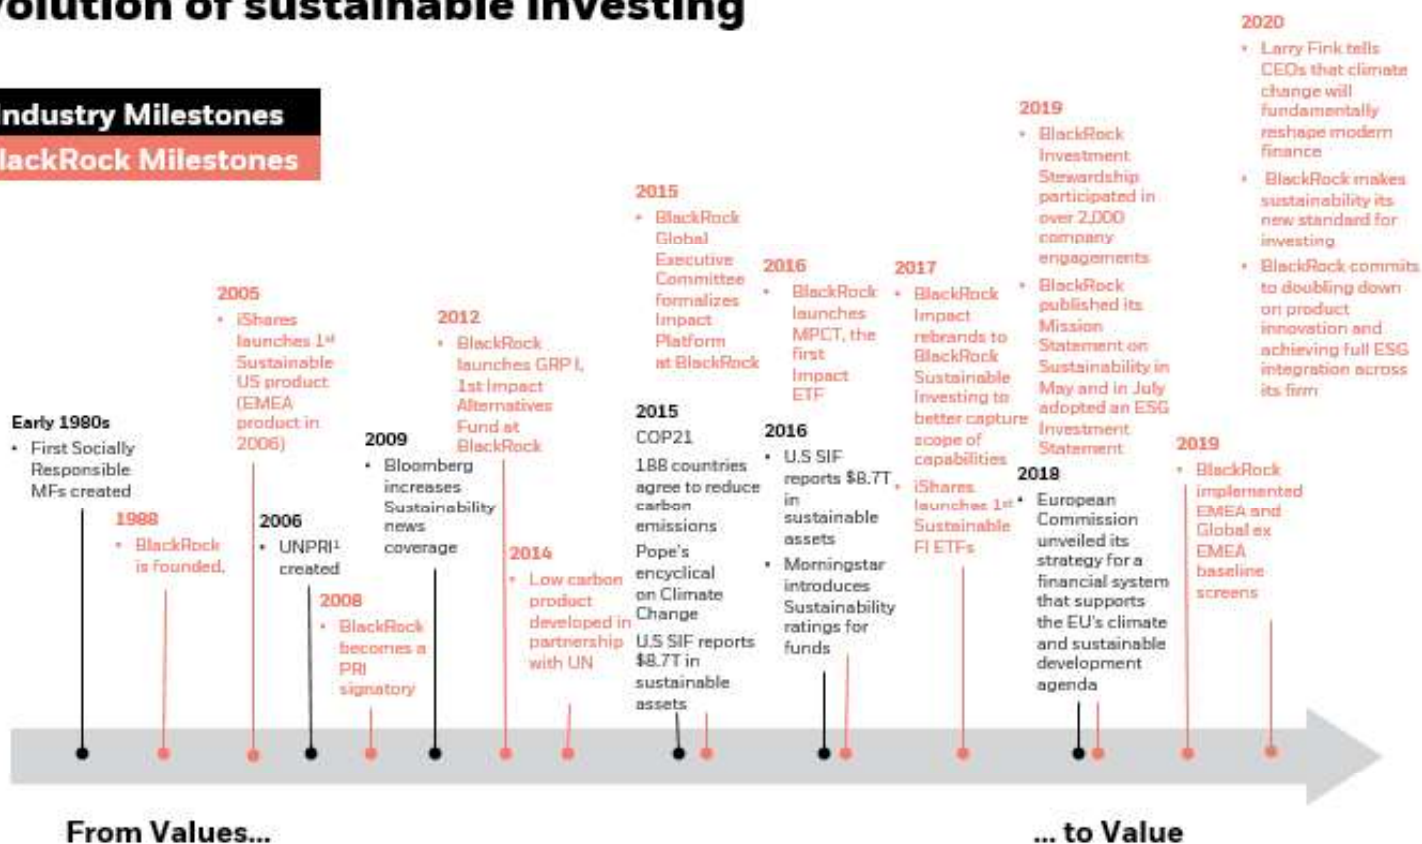 volution of sustainable investing
Industry Milestones
lackRock Milestones
Early 1980s
• First Socially
Responsible
MFs created
1988
• BlackRock
is founded.
2005
• iShares
launches 1st
Sustainable
US product
(EMEA
product in
2006)
2006
• UNPRI1
created
2008
• BlackRock
becomes a
PRI
signatory
2009
• Bloomberg
increases
Sustainability
news
coverage
2012
• BlackRock
launches GRP I,
1st Impact
Alternatives
Fund at
BlackRock
2014
• Low carbon
product
developed in
partnership
with UN
2015
• BlackRock
Global
Executive
Committee
formalizes
Impact
Platform
at BlackRock
2015
COP21
188 countries
agree to reduce
carbon
emissions
Pope's
encyclical
on Climate
Change
U.S SIF reports
$8.7T in
sustainable
assets
2016
• BlackRock
launches
MPCT, the
first
Impact
ETF
2016
• U.S SIF
reports $8.7T
in
sustainable
assets
• Morningstar
introduces
Sustainability
ratings for
funds
2017
• BlackRock
Impact
rebrands to
BlackRock
Sustainable
Investing to
better capture
scope of
capabilities
• iShares
launches 1st
Sustainable
FI ETFs
2019
• BlackRock
Investment
Stewardship
participated in
over 2,000
company
engagements
• BlackRock
published its
Mission
Statement on
Sustainability in
May and in July
adopted an ESG
Investment
Statement
2018
• European
Commission
unveiled its
strategy for a
financial system
that supports
the EU's climate
and sustainable
development
agenda
2019
• BlackRock
implemented
EMEA and
Global ex
EMEA
baseline
screens
2020
• Larry Fink tells
CEOs that climate
change will
fundamentally
reshape modern
finance
• BlackRock makes
sustainability its
new standard for
investing
• BlackRock commits
to doubling down
on product
innovation and
achieving full ESG
integration across
its firm
From Values...
... to Value